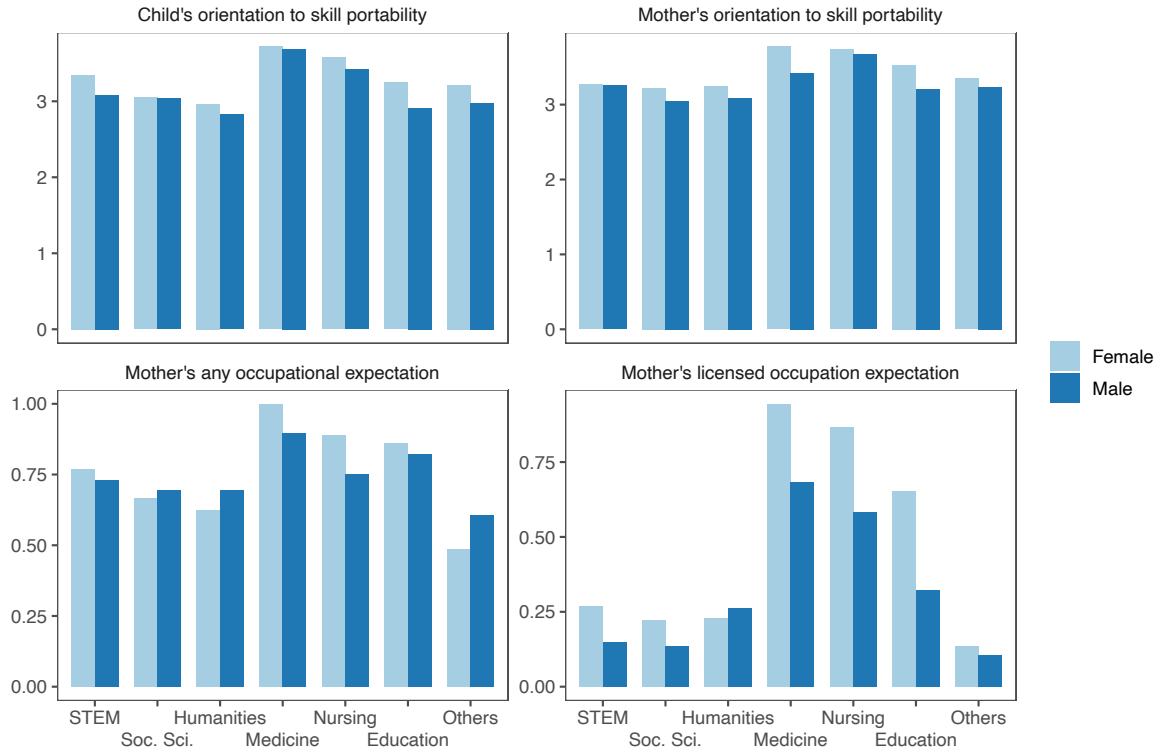 Child's orientation to skill portability
Mother's orientation to skill portability
3
2
1
0
3
2
1
0
Female
Male
Mother's any occupational expectation
Mother's licensed occupation expectation
1.00
0.75
0.50
0.25
0.00
0.75
0.50
0.25
0.00
STEM Humanities Nursing Others
Soc. Sci. Medicine Education
STEM Humanities Nursing Others
Soc. Sci. Medicine Education